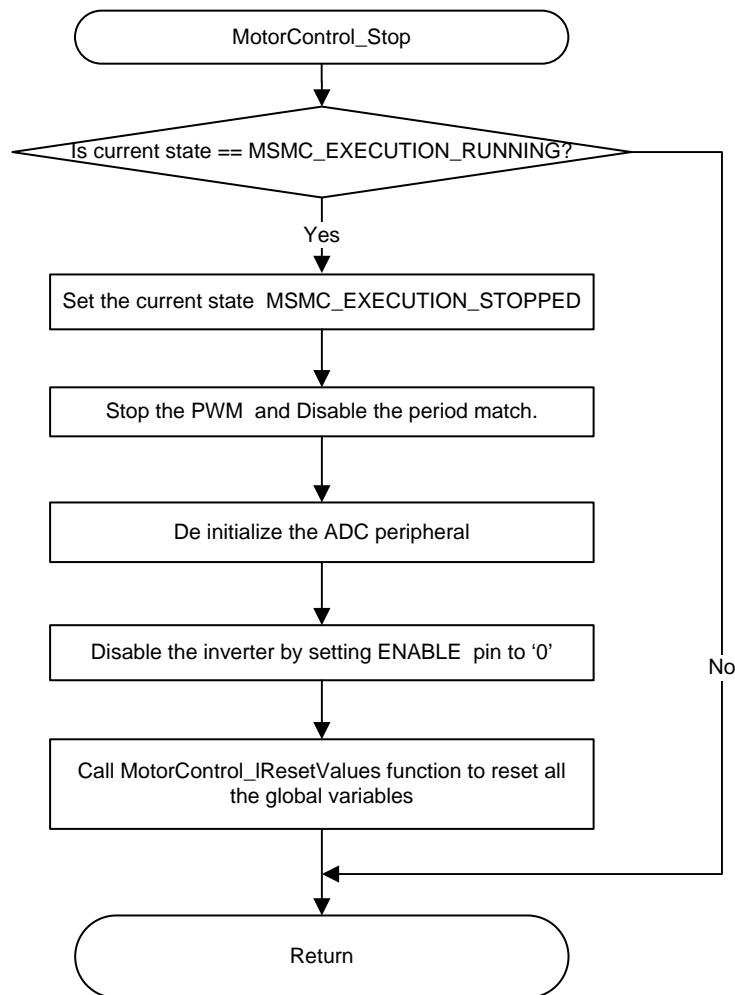 MotorControl_Stop
Is current state == MSMC_EXECUTION_RUNNING?
Yes
Set the current state  MSMC_EXECUTION_STOPPED
Stop the PWM  and Disable the period match.
De initialize the ADC peripheral
Disable the inverter by setting ENABLE  pin to ‘0’
No
Call MotorControl_lResetValues function to reset all
the global variables
Return